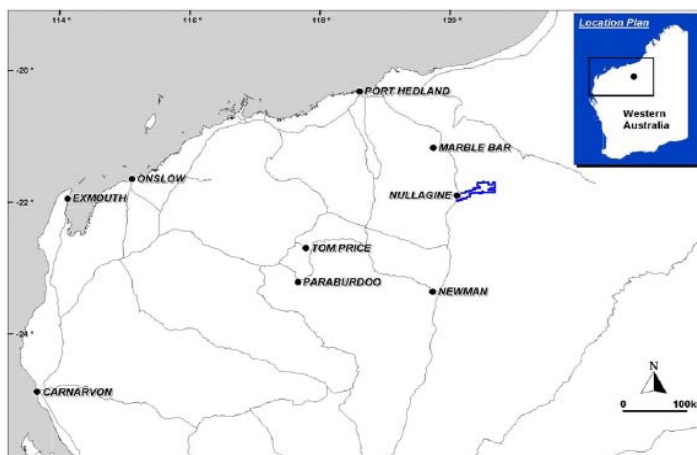 114°
116°
118°
120°
Location Plan
-20°
PORT HEDLAND
Western
Australia
MARBLE BAR
ONSLOW
NULLAGINE
EXMOUTH
-22°
TOM PRICE
PARABURDOO
NEWMAN
-24°
N
CARNARVON
0 100k